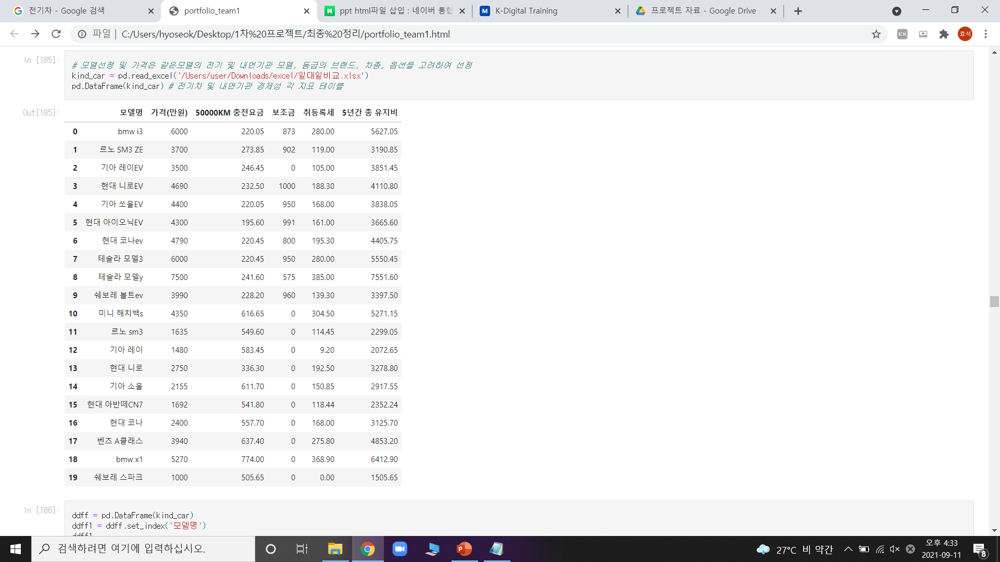 전기차 - Google 검색
portfolio_team1
ppt html파일 삽입 : 네이버 통합
K-Digital Training
프로젝트 자료 - Google Drive
파일 | C:/Users/hyoseok/Desktop/1차%20프로젝트/최종%20정리/portfolio_team1.html
EX
효석
In [185]:
# 모델선정 및 가격은 같은모델의 전기 및 내연기관 모델, 동급의 브랜드, 차종, 옵션을 고려하여 선정
kind_car = pd.read_excel('/Users/user/Downloads/excel/일대일비교.xlsx')
pd.DataFrame(kind_car) # 전기차 및 내연기관 경제성 각 지표 테이블
Out[185]:
모델명 가격(만원) 50000KM 충전요금 보조금 취등록세 5년간 총 유지비
0 bmw i3 6000 220.05 873 280.00 5627.05
1 르노 SM3 ZE 3700 273.85 902 119.00 3190.85
2 기아 레이EV 3500 246.45 0 105.00 3851.45
3 현대 니로EV 4690 232.50 1000 188.30 4110.80
4 기아 쏘울EV 4400 220.05 950 168.00 3838.05
5 현대 아이오닉EV 4300 195.60 991 161.00 3665.60
6 현대 코나ev 4790 220.45 800 195.30 4405.75
7 테슬라 모델3 6000 220.45 950 280.00 5550.45
8 테슬라 모델y 7500 241.60 575 385.00 7551.60
9 쉐보레 볼트ev 3990 228.20 960 139.30 3397.50
10 미니 해치백s 4350 616.65 0 304.50 5271.15
11 르노 sm3 1635 549.60 0 114.45 2299.05
12 기아 레이 1480 583.45 0 9.20 2072.65
13 현대 니로 2750 336.30 0 192.50 3278.80
14 기아 소울 2155 611.70 0 150.85 2917.55
15 현대 아반떼CN7 1692 541.80 0 118.44 2352.24
16 현대 코나 2400 557.70 0 168.00 3125.70
17 벤츠 A클래스 3940 637.40 0 275.80 4853.20
18 bmw x1 5270 774.00 0 368.90 6412.90
19 쉐보레 스파크 1000 505.65 0 0.00 1505.65
In [186]:
ddff = pd.DataFrame(kind_car)
ddff1 = ddff.set_index('모델명')
ddff1
검색하려면 여기에 입력하십시오.
27°C 비 약간
오후 4:33
2021-09-11
8